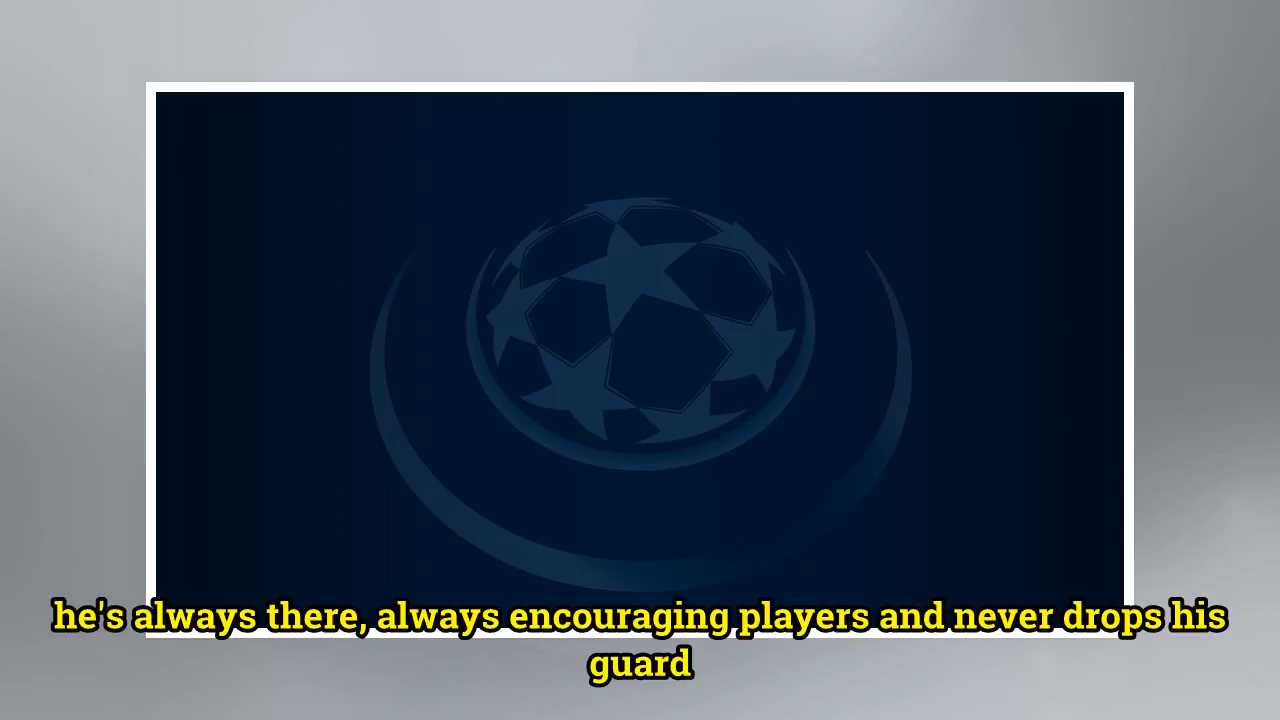 he's always there, always encouraging players and never drops his
guard